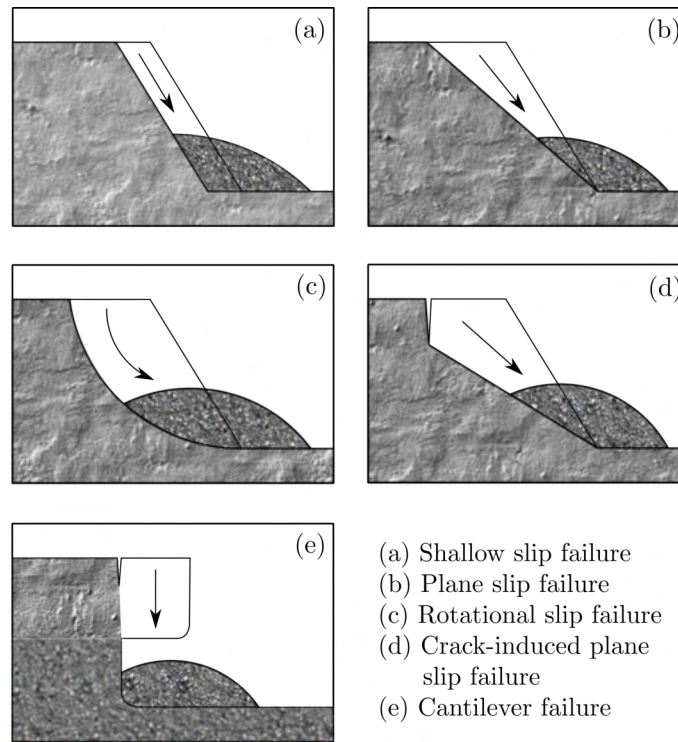 (a)
(b)
(c)
(d)
(e)
(a) Shallow slip failure
(b) Plane slip failure
(c) Rotational slip failure
(d) Crack-induced plane
slip failure
(e) Cantilever failure